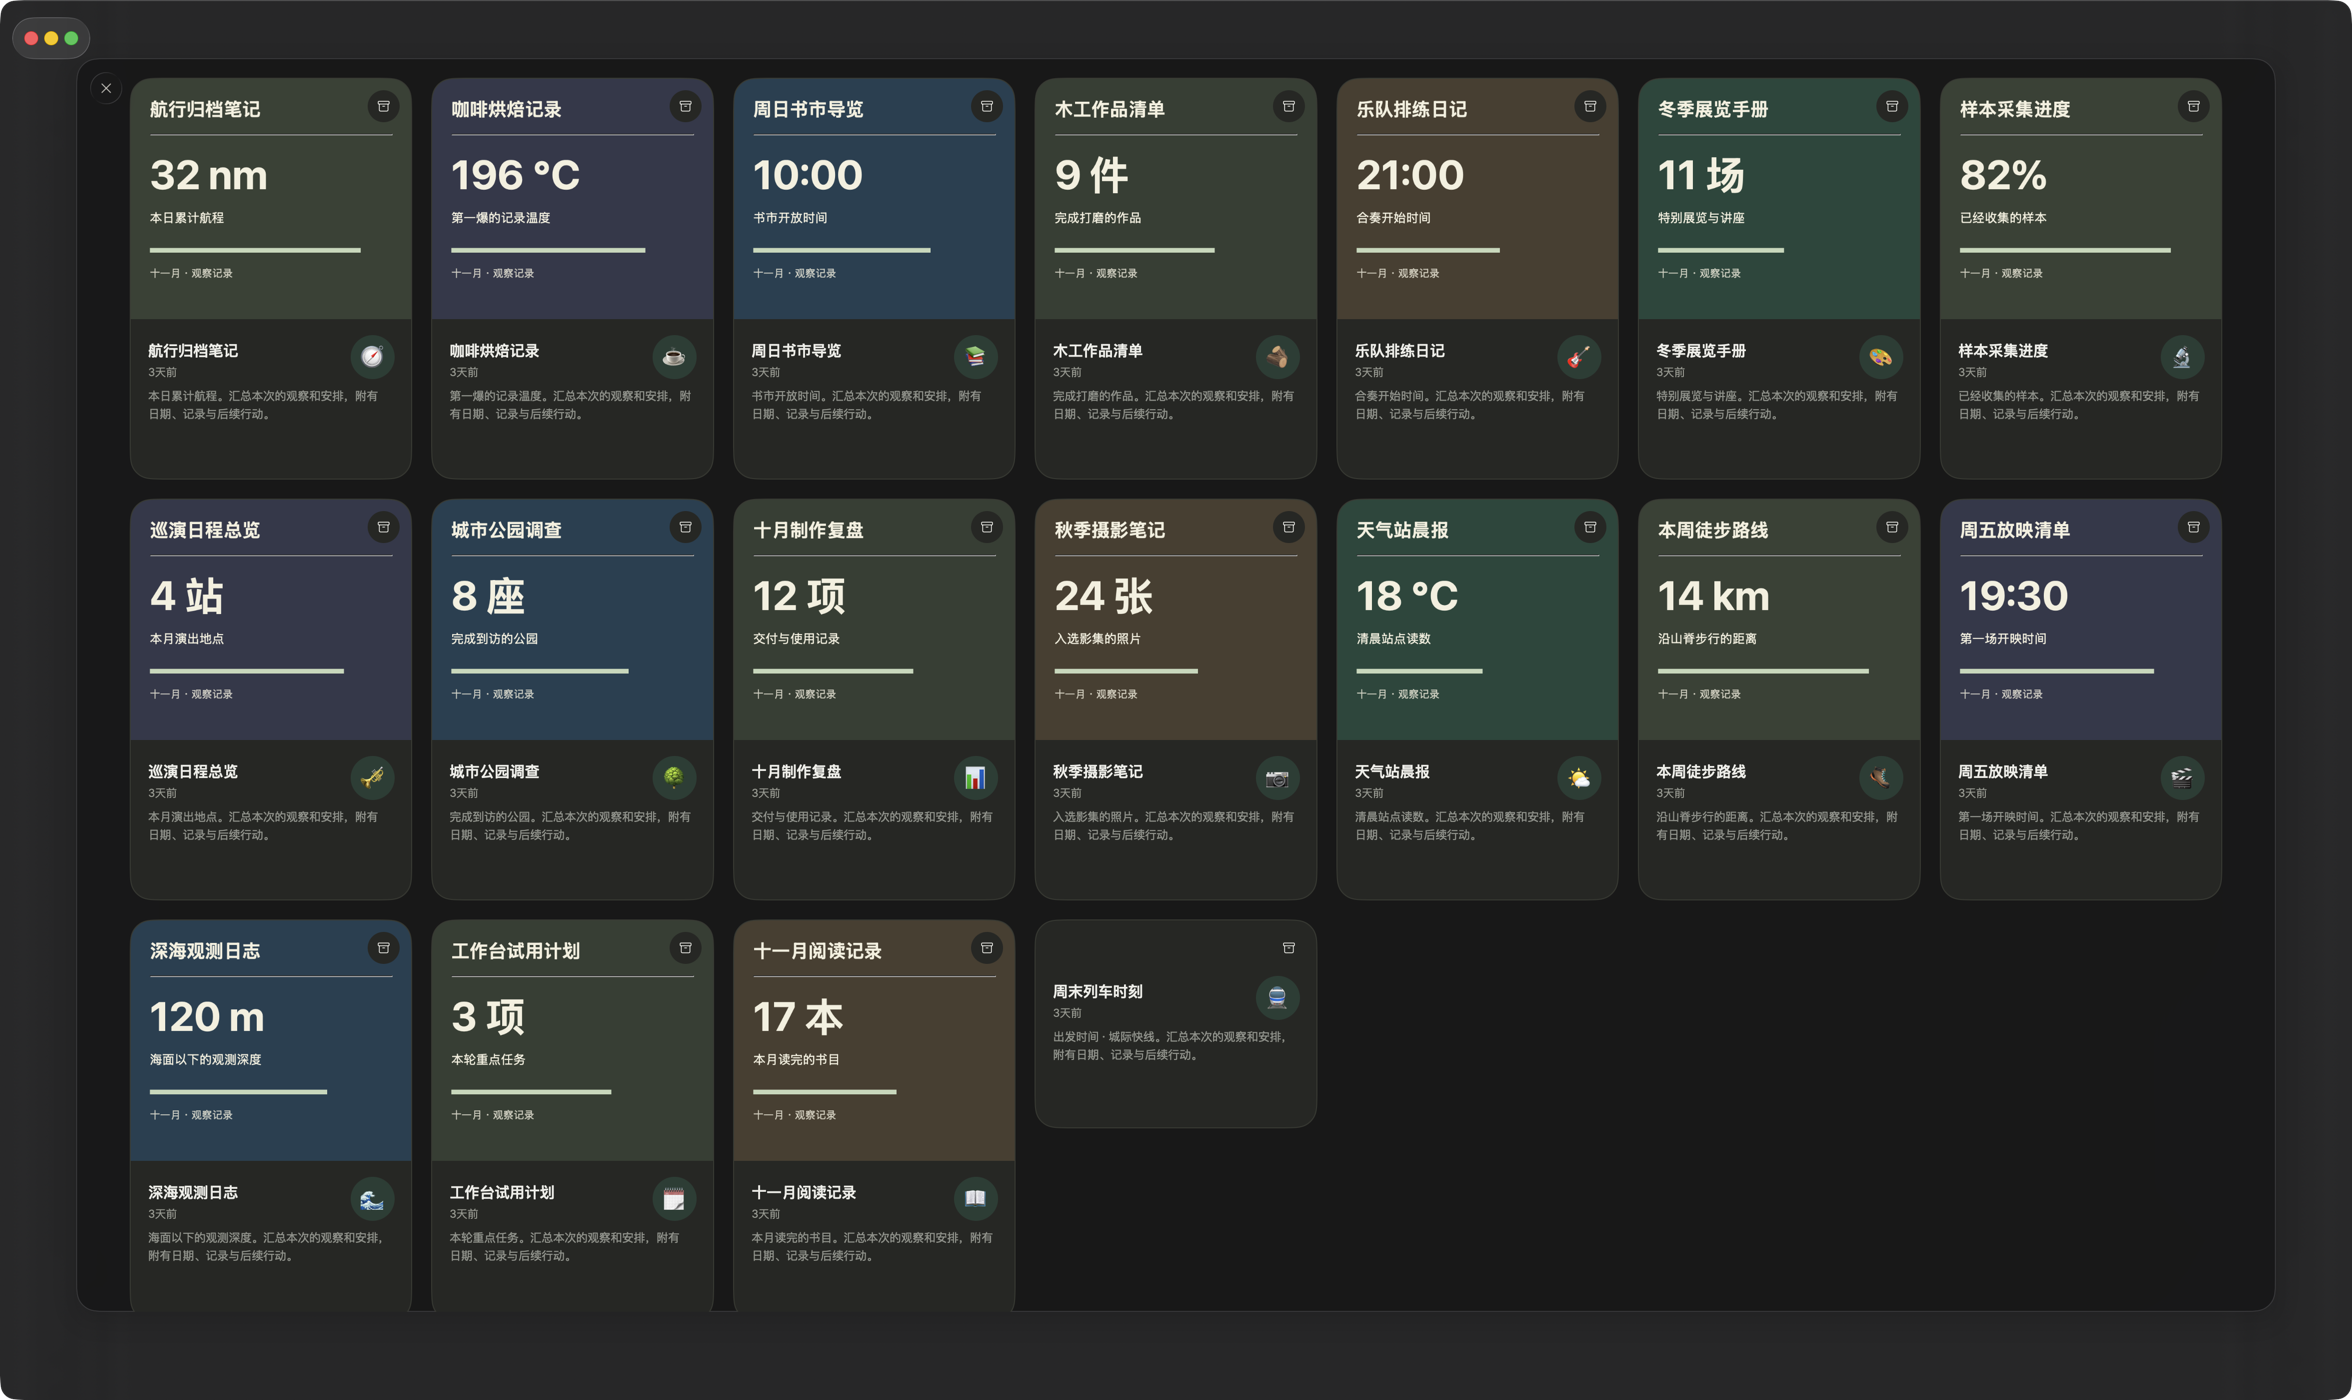 航行归档笔记
32 nm
本日累计航程
十一月 · 观察记录
航行归档笔记
3天前
本日累计航程。汇总本次的观察和安排，附有
日期、记录与后续行动。
咖啡烘焙记录
196 °C
第一爆的记录温度
十一月 · 观察记录
咖啡烘焙记录
3天前
第一爆的记录温度。汇总本次的观察和安排，附
有日期、记录与后续行动。
周日书市导览
10:00
书市开放时间
十一月 · 观察记录
周日书市导览
3天前
书市开放时间。汇总本次的观察和安排，附有
日期、记录与后续行动。
木工作品清单
9 件
完成打磨的作品
十一月 · 观察记录
木工作品清单
3天前
完成打磨的作品。汇总本次的观察和安排，附有
日期、记录与后续行动。
乐队排练日记
21:00
合奏开始时间
十一月 · 观察记录
乐队排练日记
3天前
合奏开始时间。汇总本次的观察和安排，附有
日期、记录与后续行动。
冬季展览手册
11 场
特别展览与讲座
十一月 · 观察记录
冬季展览手册
3天前
特别展览与讲座。汇总本次的观察和安排，附有
日期、记录与后续行动。
样本采集进度
82%
已经收集的样本
十一月 · 观察记录
样本采集进度
3天前
已经收集的样本。汇总本次的观察和安排，附有
日期、记录与后续行动。
巡演日程总览
4 站
本月演出地点
十一月 · 观察记录
巡演日程总览
3天前
本月演出地点。汇总本次的观察和安排，附有
日期、记录与后续行动。
城市公园调查
8 座
完成到访的公园
十一月 · 观察记录
城市公园调查
3天前
完成到访的公园。汇总本次的观察和安排，附有
日期、记录与后续行动。
十月制作复盘
12 项
交付与使用记录
十一月 · 观察记录
十月制作复盘
3天前
交付与使用记录。汇总本次的观察和安排，附有
日期、记录与后续行动。
秋季摄影笔记
24 张
入选影集的照片
十一月 · 观察记录
秋季摄影笔记
3天前
入选影集的照片。汇总本次的观察和安排，附有
日期、记录与后续行动。
天气站晨报
18 °C
清晨站点读数
十一月 · 观察记录
天气站晨报
3天前
清晨站点读数。汇总本次的观察和安排，附有
日期、记录与后续行动。
本周徒步路线
14 km
沿山脊步行的距离
十一月 · 观察记录
本周徒步路线
3天前
沿山脊步行的距离。汇总本次的观察和安排，附
有日期、记录与后续行动。
周五放映清单
19:30
第一场开映时间
十一月 · 观察记录
周五放映清单
3天前
第一场开映时间。汇总本次的观察和安排，附有
日期、记录与后续行动。
深海观测日志
120 m
海面以下的观测深度
十一月 · 观察记录
深海观测日志
3天前
海面以下的观测深度。汇总本次的观察和安排，
附有日期、记录与后续行动。
工作台试用计划
3 项
本轮重点任务
十一月 · 观察记录
工作台试用计划
3天前
本轮重点任务。汇总本次的观察和安排，附有
日期、记录与后续行动。
十一月阅读记录
17 本
本月读完的书目
十一月 · 观察记录
十一月阅读记录
3天前
本月读完的书目。汇总本次的观察和安排，附有
日期、记录与后续行动。
周末列车时刻
3天前
出发时间 · 城际快线。汇总本次的观察和安排，
附有日期、记录与后续行动。